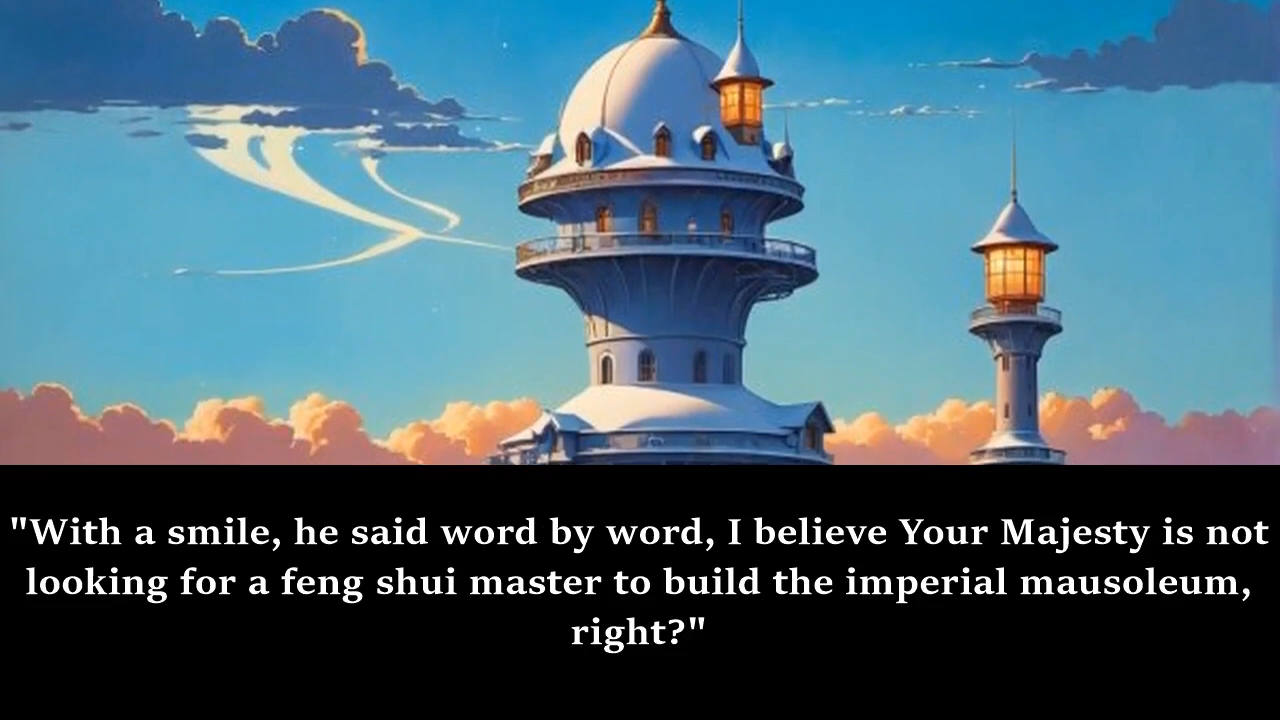 "With a smile, he said word by word, I believe Your Majesty is not
looking for a feng shui master to build the imperial mausoleum,
right?"